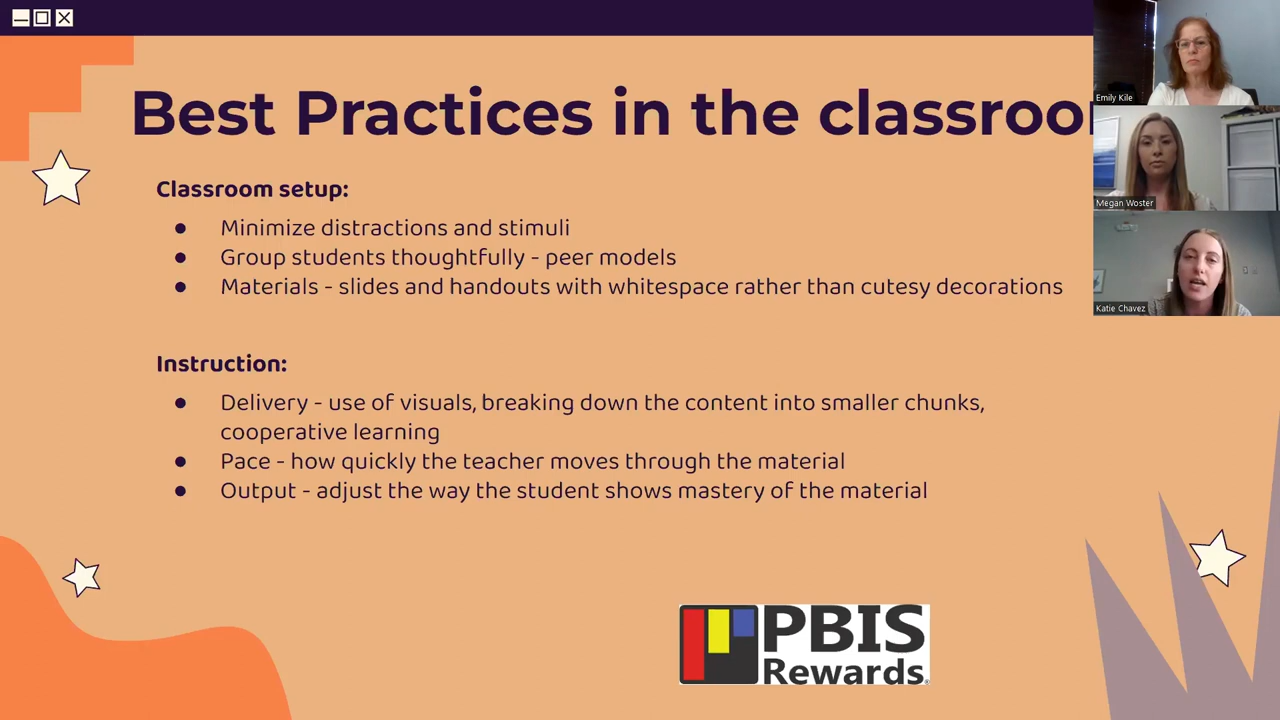 Best Practices in the classroo
Classroom setup:
● Minimize distractions and stimuli
● Group students thoughtfully - peer models
● Materials - slides and handouts with whitespace rather than cutesy decorations
Instruction:
● Delivery - use of visuals, breaking down the content into smaller chunks,
cooperative learning
● Pace - how quickly the teacher moves through the material
● Output - adjust the way the student shows mastery of the material
PBIS
Rewards®
Emily Kile
Megan Woster
Katie Chavez